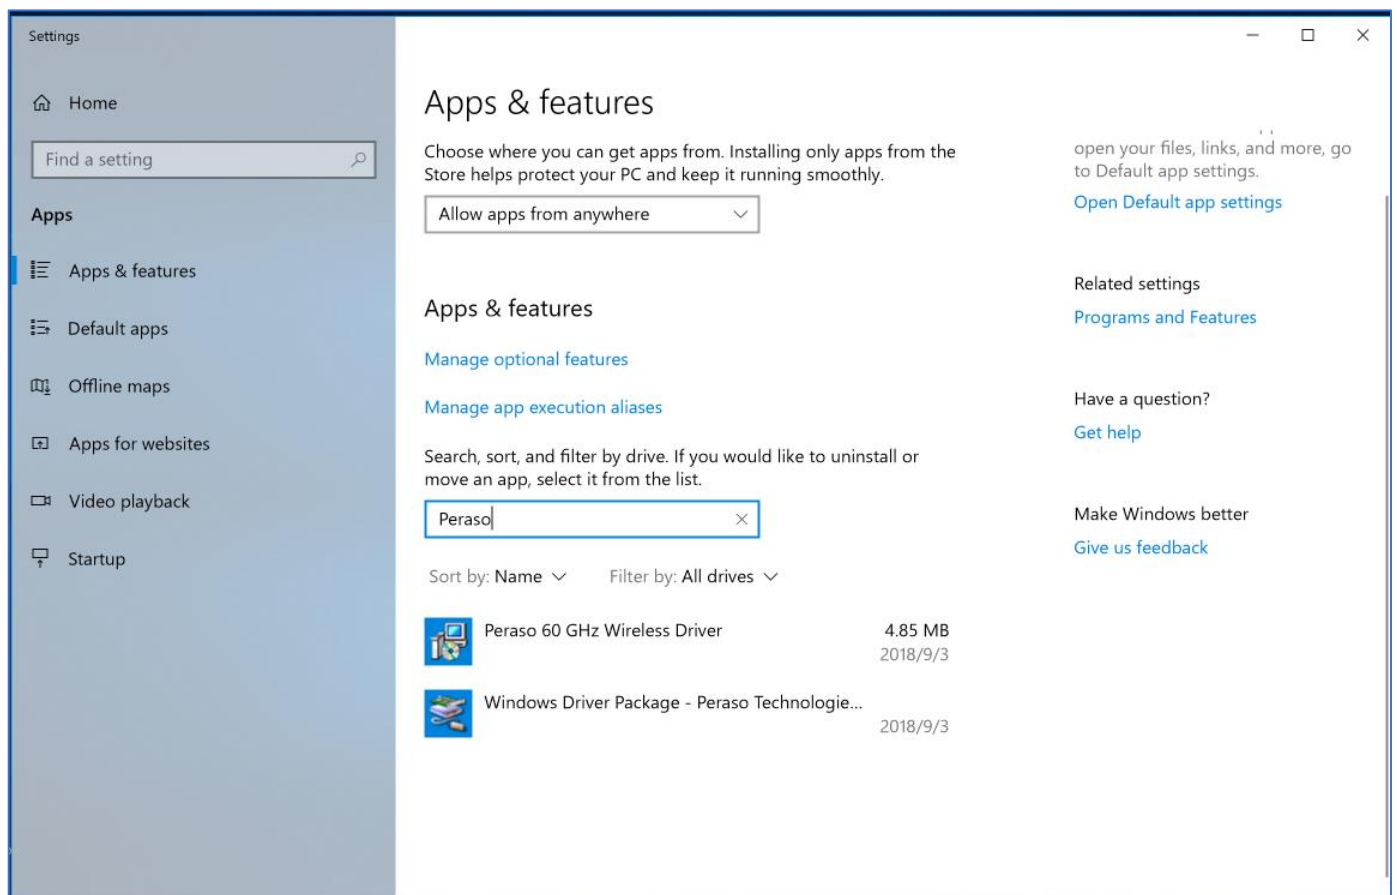 Settings
Home
Find a setting
Apps
Apps & features
Default apps
Offline maps
Apps for websites
Video playback
Startup
Apps & features
Choose where you can get apps from. Installing only apps from the
Store helps protect your PC and keep it running smoothly.
Allow apps from anywhere
Apps & features
Manage optional features
Manage app execution aliases
Search, sort, and filter by drive. If you would like to uninstall or
move an app, select it from the list.
Peraso
Sort by: Name
Filter by: All drives
Peraso 60 GHz Wireless Driver
4.85 MB
2018/9/3
Windows Driver Package - Peraso Technologie...
2018/9/3
open your files, links, and more, go
to Default app settings.
Open Default app settings
Related settings
Programs and Features
Have a question?
Get help
Make Windows better
Give us feedback